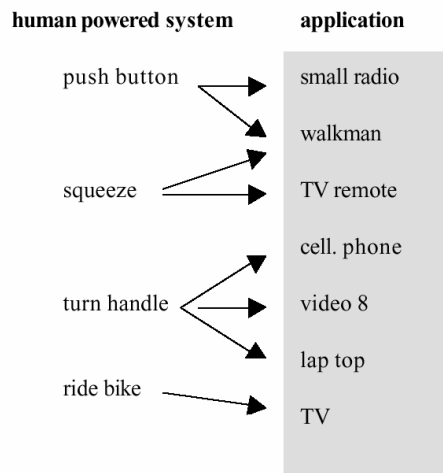 human powered system application
push button small radio
walkman
squeeze TV remote
cell. phone
turn handle video 8
lap top
ride bike
TV